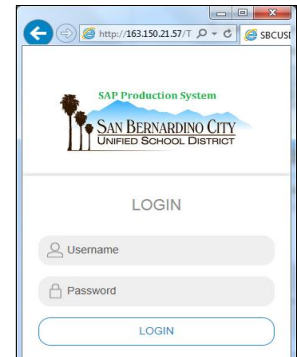 http://163.150.21.57/T
SBCUSI
SAP Production System
SAN BERNARDINO CITY
UNIFIED SCHOOL DISTRICT
LOGIN
Username
Password
LOGIN